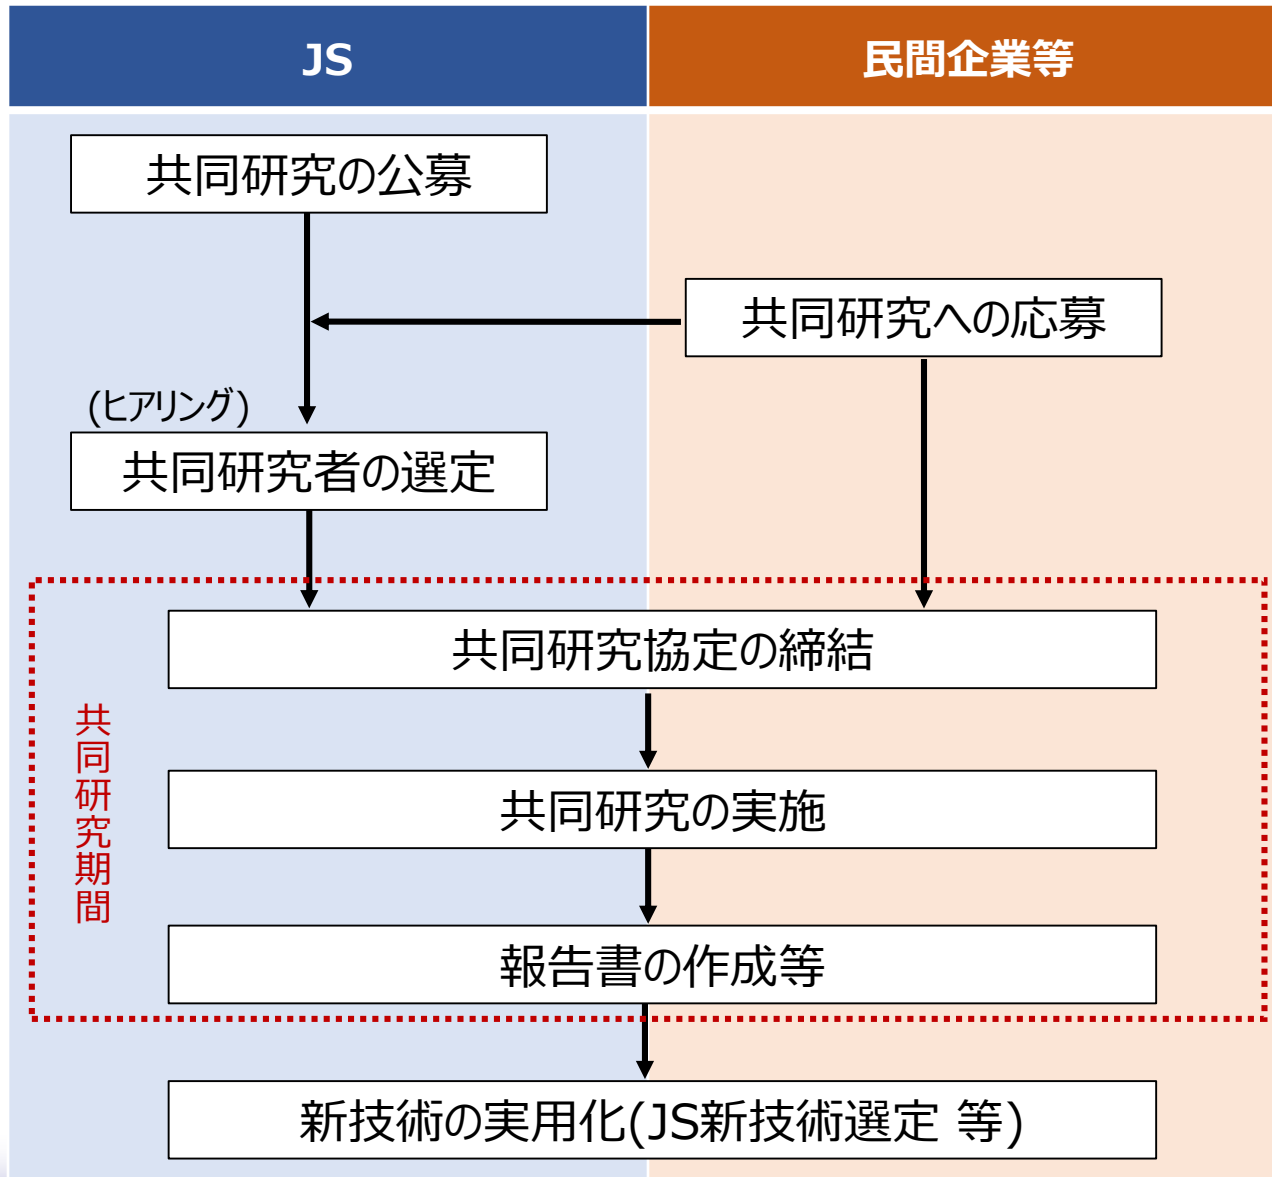 JS
民間企業等
共同研究の公募
共同研究への応募
(ヒアリング)
共同研究者の選定
共同研究協定の締結
共同研究期間
共同研究の実施
報告書の作成等
新技術の実用化(JS新技術選定 等)